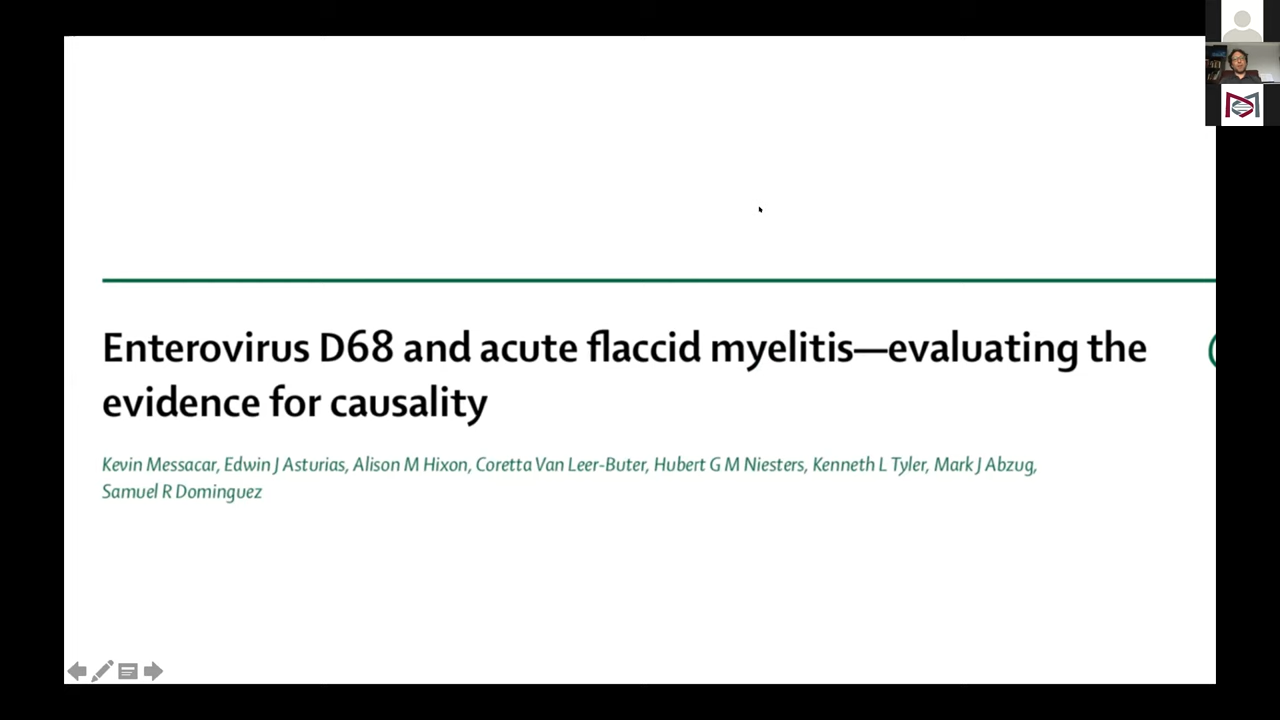 Enterovirus D68 and acute flaccid myelitis—evaluating the
evidence for causality
Kevin Messacar, Edwin J Asturias, Alison M Hixon, Coretta Van Leer-Buter, Hubert G M Niesters, Kenneth L Tyler, Mark J Abzug,
Samuel R Dominguez